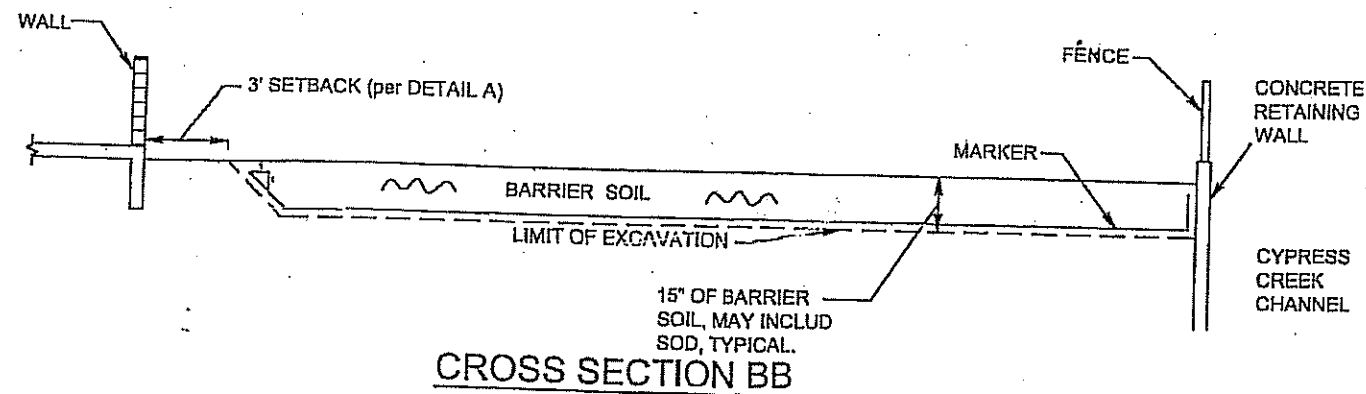 WALL
3' SETBACK (per DETAIL A)
FENCE
CONCRETE
RETAINING
WALL
MARKER
BARRIER SOIL
LIMIT OF EXCAVATION
15" OF BARRIER
SOIL, MAY INCLUD
SOD, TYPICAL.
CYPRESS
CREEK
CHANNEL
CROSS SECTION BB